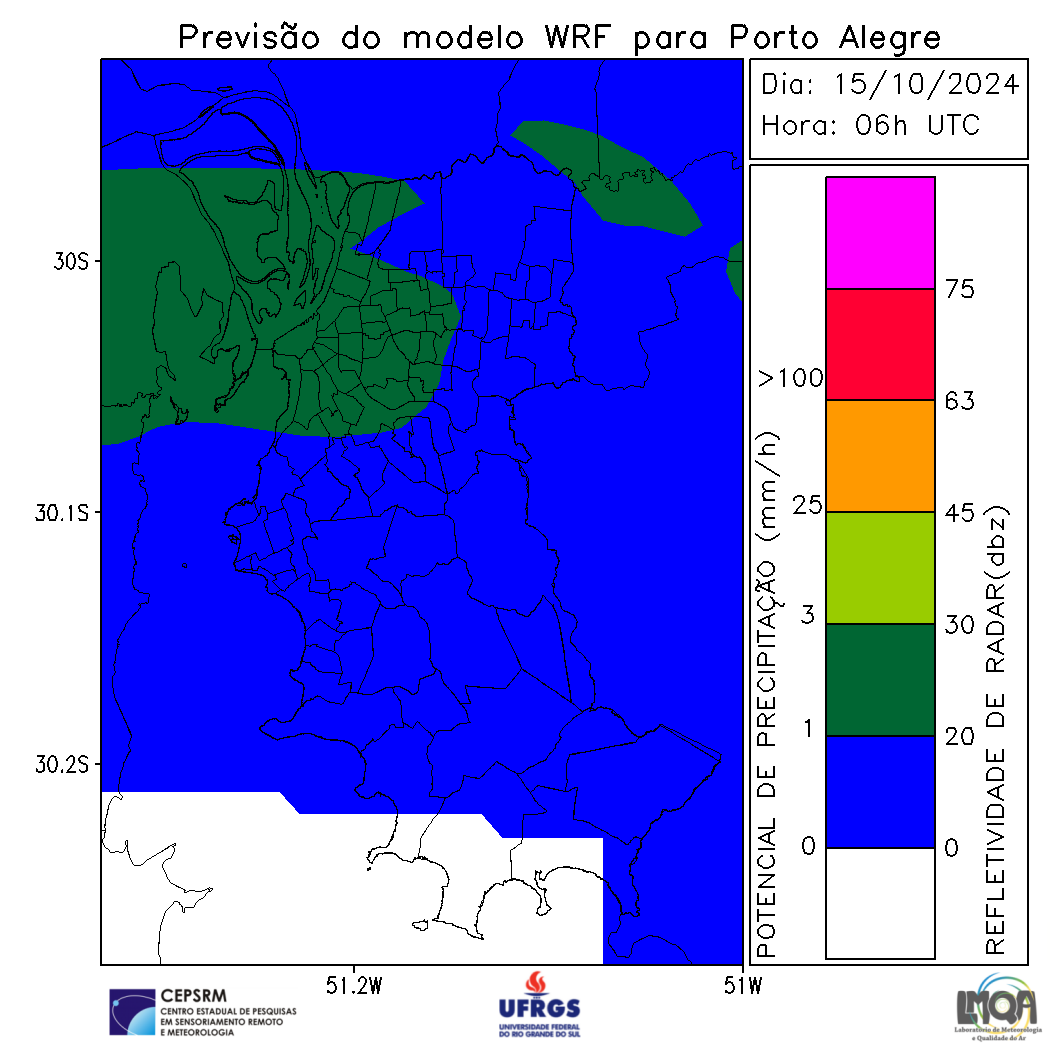 Previsão do modelo WRF para Porto Alegre
Dia: 15/10/2024
Hora: 06h UTC
30S
30.1S
30.2S
51.2W
51W
POTENCIAL DE PRECIPITAÇÃO (mm/h)
>100
25
3
1
0
75
63
45
30
20
0
REFLETIVIDADE DE RADAR(dbz)
CEPSRM
CENTRO ESTADUAL DE PESQUISAS
EM SENSORIAMENTO REMOTO
E METEOROLOGIA
UFRGS
UNIVERSIDADE FEDERAL
DO RIO GRANDE DO SUL
LMQA
Laboratório de Meteorologia
e Qualidade do Ar